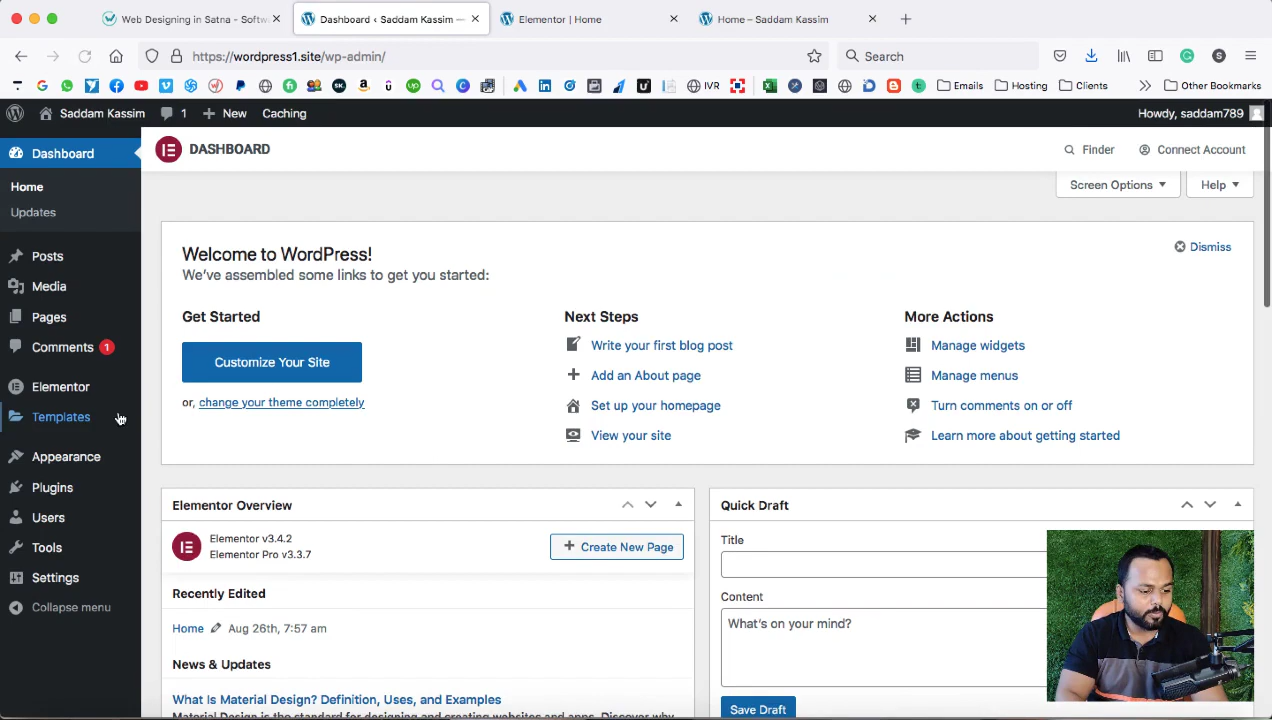 Web Designing in Satna - Softw
Dashboard ‹ Saddam Kassim —
Elementor | Home
Home – Saddam Kassim
https://wordpress1.site/wp-admin/
Search
IVR
Emails
Hosting
Clients
Other Bookmarks
Saddam Kassim
1
New
Caching
Howdy, saddam789
Dashboard
DASHBOARD
Finder
Connect Account
Home
Screen Options
Help
Updates
Posts
Media
Pages
Comments 1
Elementor
Templates
Appearance
Plugins
Users
Tools
Settings
Collapse menu
Welcome to WordPress!
Dismiss
We've assembled some links to get you started:
Get Started
Customize Your Site
or, change your theme completely
Next Steps
Write your first blog post
Add an About page
Set up your homepage
View your site
More Actions
Manage widgets
Manage menus
Turn comments on or off
Learn more about getting started
Elementor Overview
Elementor v3.4.2
Elementor Pro v3.3.7
Create New Page
Recently Edited
Home Aug 26th, 7:57 am
News & Updates
What Is Material Design? Definition, Uses, and Examples
Material Design is the standard for designing and creating websites and apps. Discover why
Quick Draft
Title
Content
What's on your mind?
Save Draft